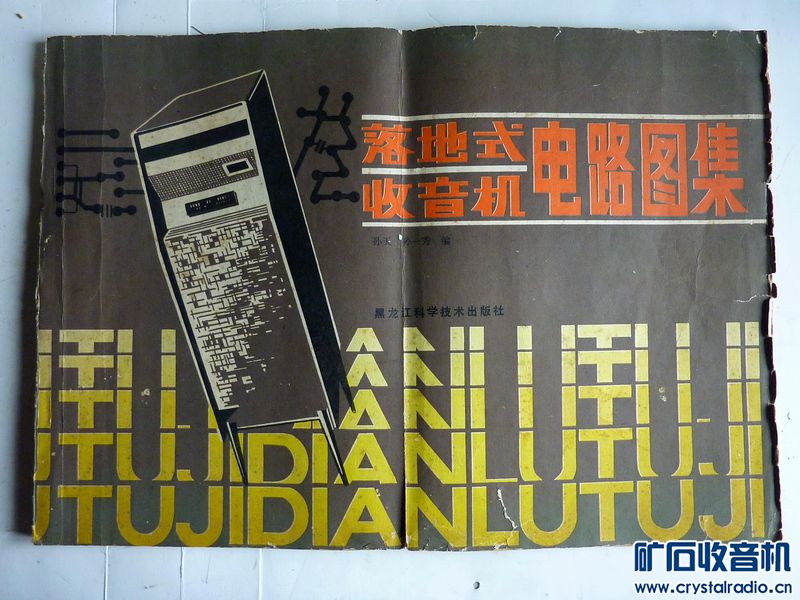 落地式
收音机
电路图集
编
黑龙江科学技术出版社
UTUJIDIANLUTUJI
矿石收音机
www.crystalradio.cn